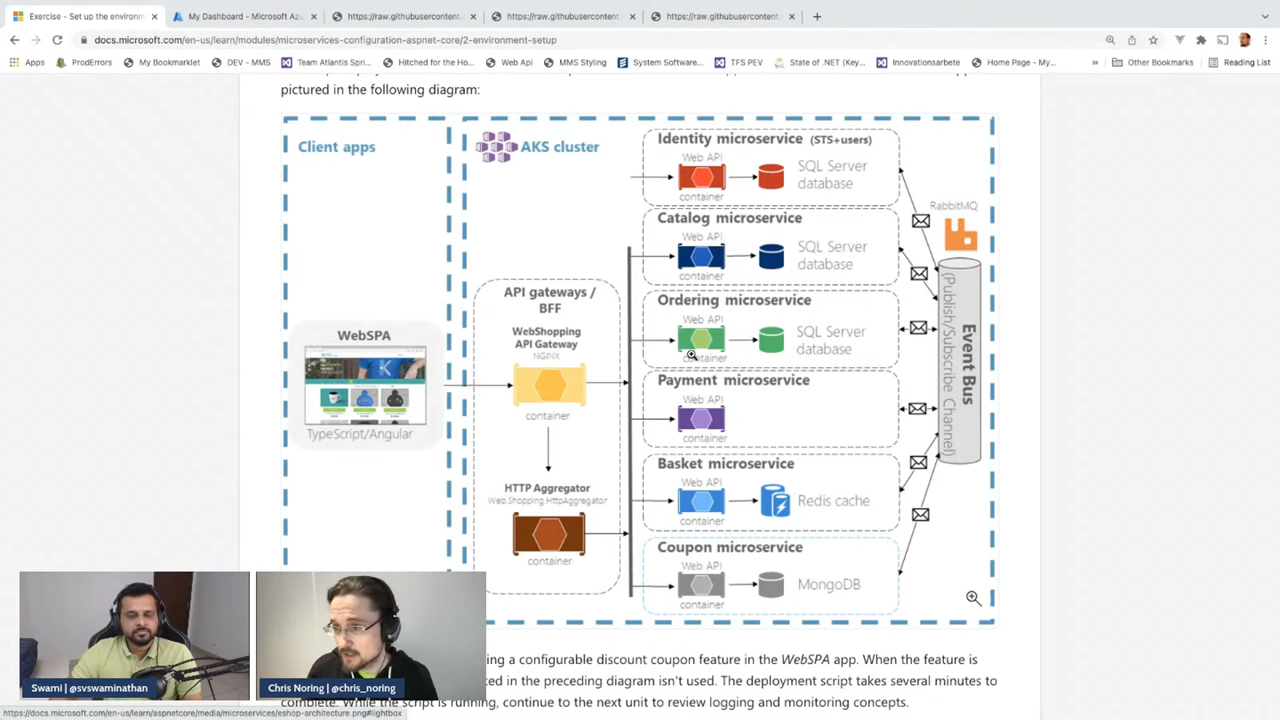 Exercise - Set up the environm
My Dashboard - Microsoft Az
https://raw.githubusercontent.
https://raw.githubusercontent.
https://raw.githubusercontent.
docs.microsoft.com/en-us/learn/modules/microservices-configuration-aspnet-core/2-environment-setup
Apps
ProdErrors
My Bookmarklet
DEV - MMS
Team Atlantis Spri...
Hitched for the Ho...
Web Api
MMS Styling
System Software...
TFS PEV
State of .NET (Key...
Innovationsarbete
Home Page - My...
»
Other Bookmarks
Reading List
pictured in the following diagram:
Client apps
AKS cluster
WebSPA
TypeScript/Angular
API gateways /
BFF
WebShopping
API Gateway
NGINX
container
HTTP Aggregator
Web.Shopping.HttpAggregator
container
Identity microservice (STS+users)
Web API
container
SQL Server
database
Catalog microservice
Web API
container
SQL Server
database
Ordering microservice
Web API
container
SQL Server
database
Payment microservice
Web API
container
Basket microservice
Web API
container
Redis cache
Coupon microservice
Web API
container
MongoDB
RabbitMQ
(Publish/Subscribe Channel)
Event Bus
ing a configurable discount coupon feature in the WebSPA app. When the feature is
ted in the preceding diagram isn't used. The deployment script takes several minutes to
complete. While the script is running, continue to the next unit to review logging and monitoring concepts.
Swami | @svswaminathan
Chris Noring | @chris_noring
https://docs.microsoft.com/en-us/learn/aspnetcore/media/microservices/eshop-architecture.png#lightbox